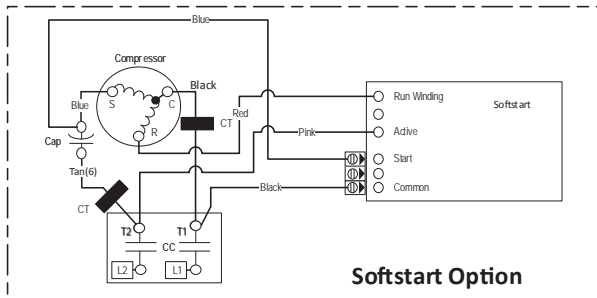 Blue
Compressor
Black
Blue
S
C
R
CT
Red
Run Winding
Softstart
Pink
Active
Cap
Start
Tan(6)
Black
Common
CT
T2
T1
CC
L2
L1
Softstart Option